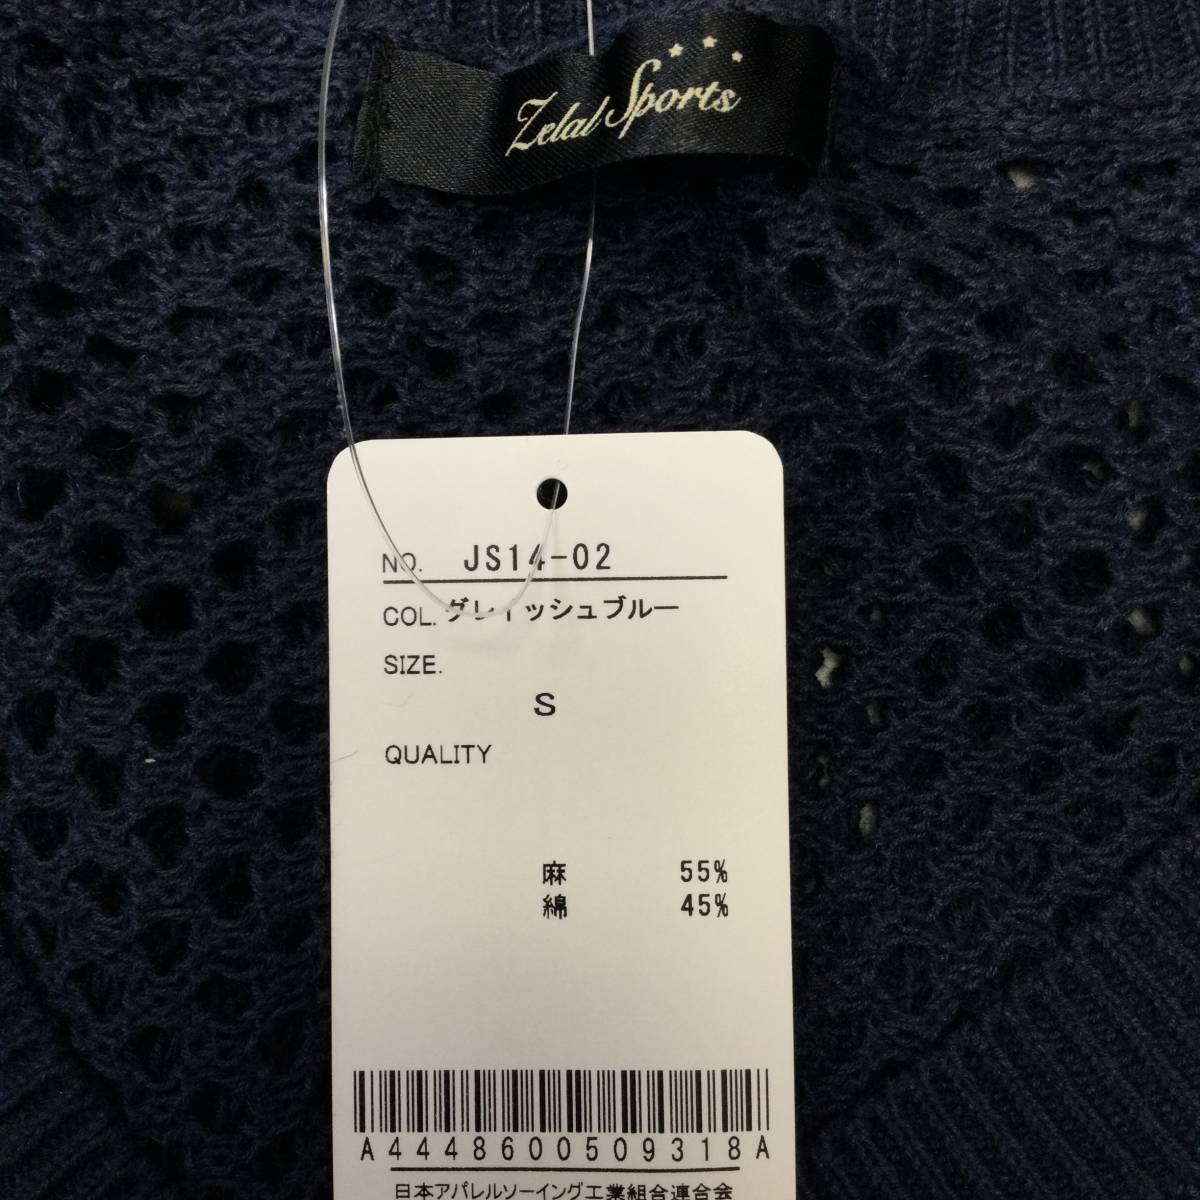 Zelal Sports
NO. JS14-02
COL. グレイッシュブルー
SIZE.
S
QUALITY
麻 55%
綿 45%
A4448600509318A
日本アパレルソーイング工業組合連合会